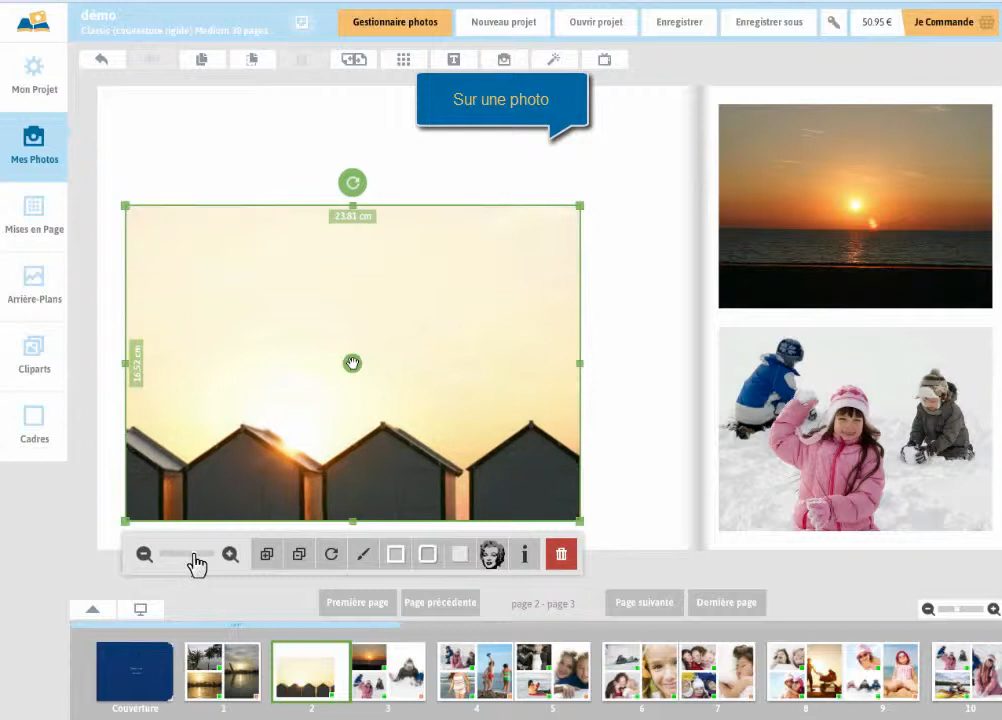 démo
Classic (couverture rigide) Medium 30 pages...
Gestionnaire photos
Nouveau projet
Ouvrir projet
Enregistrer
Enregistrer sous
50.95 €
Je Commande
Mon Projet
Mes Photos
Mises en Page
Arrière-Plans
Cliparts
Cadres
Sur une photo
23.81 cm
16.52 cm
Première page
Page précédente
page 2 - page 3
Page suivante
Dernière page
Couverture
1
2
3
4
5
6
7
8
9
10